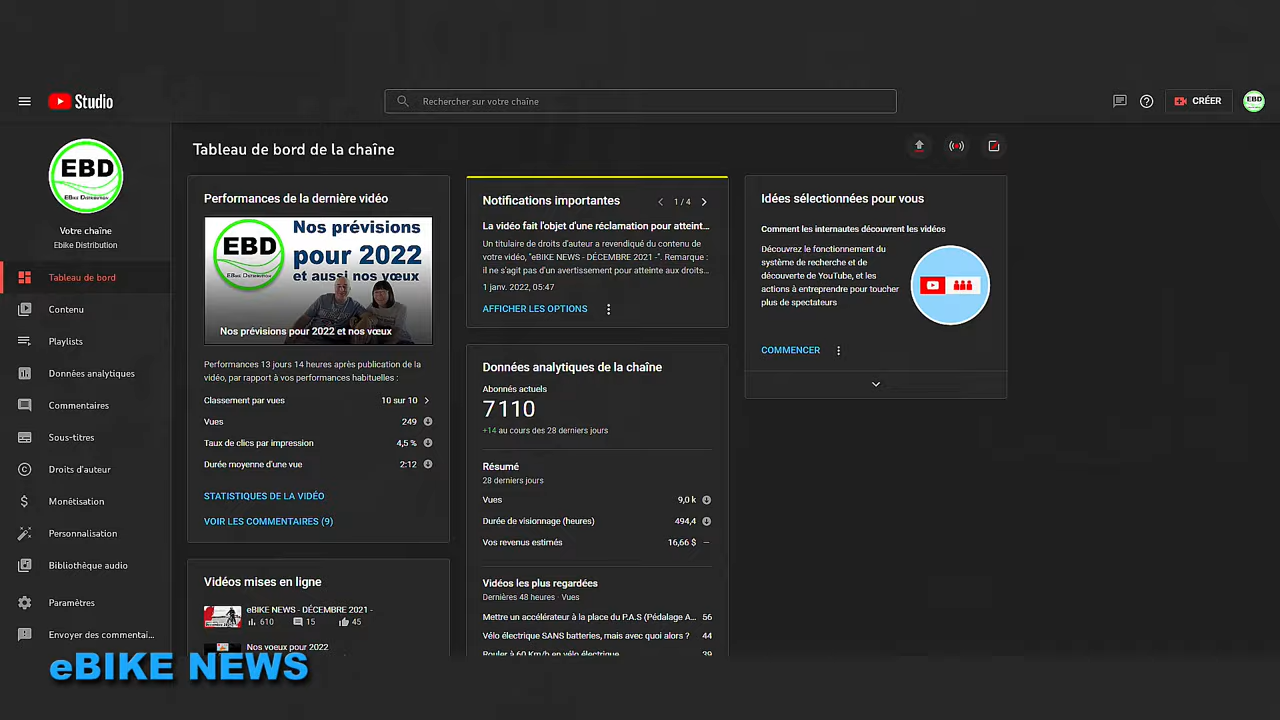 Studio
Rechercher sur votre chaîne
CRÉER
EBD
EBD
EBike Distribution
Votre chaîne
Ebike Distribution
Tableau de bord
Contenu
Playlists
Données analytiques
Commentaires
Sous-titres
Droits d'auteur
Monétisation
Personnalisation
Bibliothèque audio
Paramètres
Envoyer des commentai...
Tableau de bord de la chaîne
Performances de la dernière vidéo
EBD
EBike Distribution
Nos prévisions
pour 2022
et aussi nos vœux
Nos prévisions pour 2022 et nos vœux
Performances 13 jours 14 heures après publication de la
vidéo, par rapport à vos performances habituelles :
Classement par vues 10 sur 10
Vues 249
Taux de clics par impression 4,5 %
Durée moyenne d'une vue 2:12
STATISTIQUES DE LA VIDÉO
VOIR LES COMMENTAIRES (9)
Vidéos mises en ligne
eBIKE NEWS - DÉCEMBRE 2021 -
610 15 45
Nos voeux pour 2022
Notifications importantes
1 / 4
La vidéo fait l'objet d'une réclamation pour atteint...
Un titulaire de droits d'auteur a revendiqué du contenu de
votre vidéo, "eBIKE NEWS - DÉCEMBRE 2021 -". Remarque :
il ne s'agit pas d'un avertissement pour atteinte aux droits...
1 janv. 2022, 05:47
AFFICHER LES OPTIONS
Données analytiques de la chaîne
Abonnés actuels
7 110
+14 au cours des 28 derniers jours
Résumé
28 derniers jours
Vues 9,0 k
Durée de visionnage (heures) 494,4
Vos revenus estimés 16,66 $ –
Vidéos les plus regardées
Dernières 48 heures · Vues
Mettre un accélérateur à la place du P.A.S (Pédalage A... 56
Vélo électrique SANS batteries, mais avec quoi alors ? 44
Rouler à 60 Km/h en vélo électrique 39
Idées sélectionnées pour vous
Comment les internautes découvrent les vidéos
Découvrez le fonctionnement du
système de recherche et de
découverte de YouTube, et les
actions à entreprendre pour toucher
plus de spectateurs
COMMENCER
eBIKE NEWS